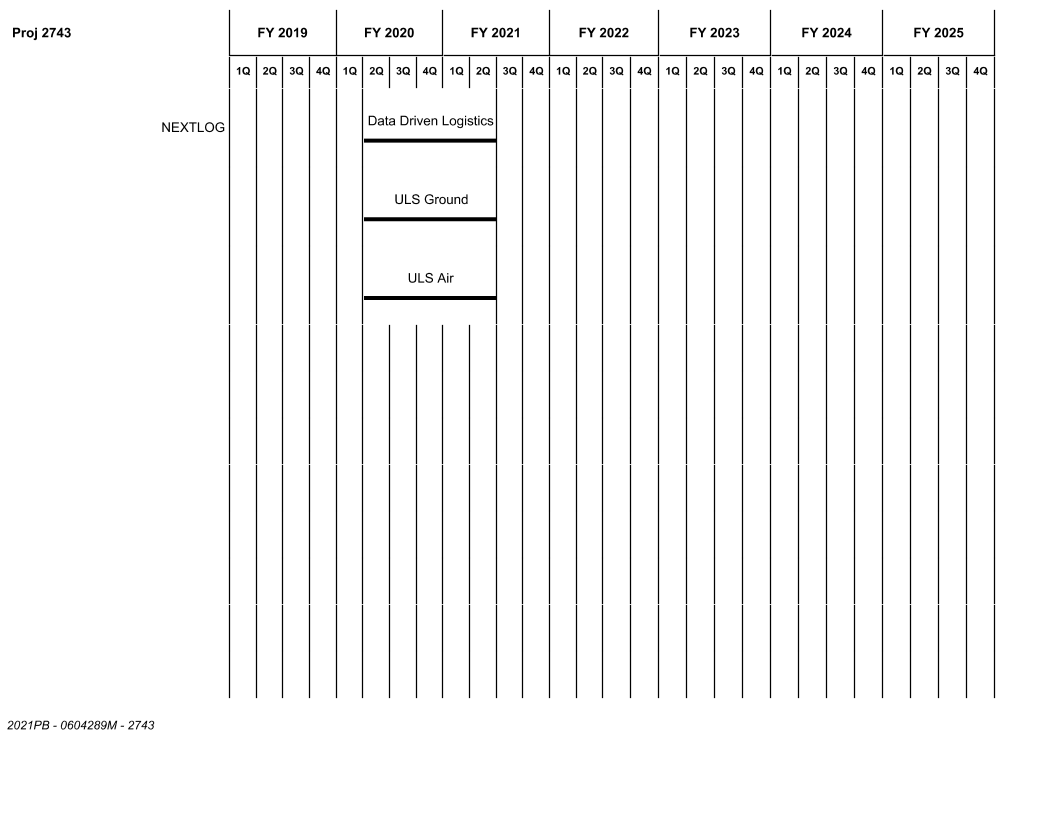 Proj 2743 FY 2019 FY 2020 FY 2021 FY 2022 FY 2023 FY 2024 FY 2025
1Q 2Q 3Q 4Q 1Q 2Q 3Q 4Q 1Q 2Q 3Q 4Q 1Q 2Q 3Q 4Q 1Q 2Q 3Q 4Q 1Q 2Q 3Q 4Q 1Q 2Q 3Q 4Q
NEXTLOG Data Driven Logistics
ULS Ground
ULS Air
2021PB - 0604289M - 2743